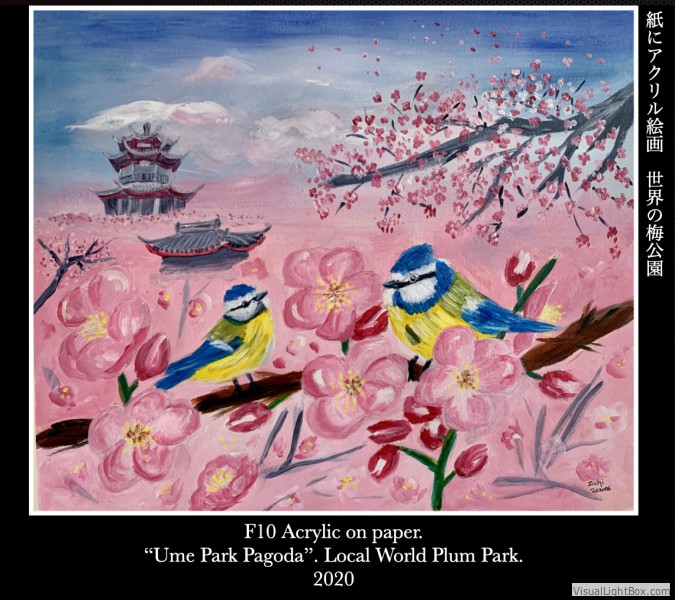 紙にアクリル絵画　世界の梅公園
F10 Acrylic on paper.
“Ume Park Pagoda”. Local World Plum Park.
2020
VisualLightBox.com